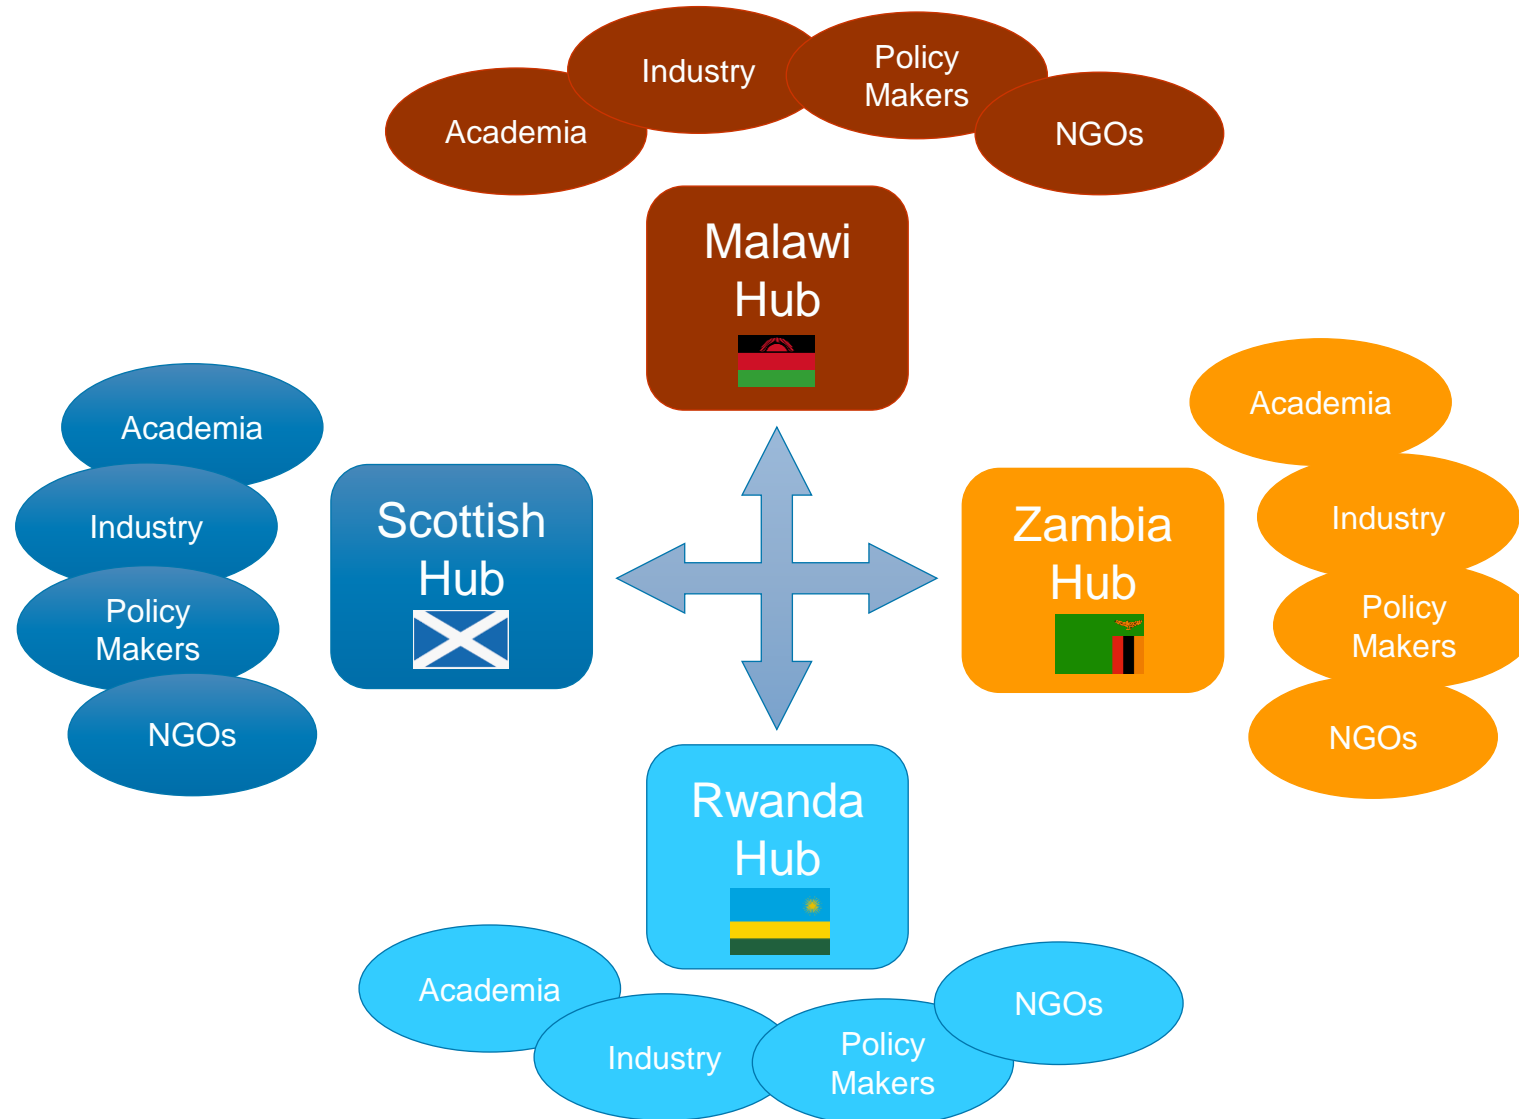 Academia
Industry
Policy
Makers
NGOs
Malawi
Hub
Academia
Industry
Policy
Makers
NGOs
Scottish
Hub
Zambia
Hub
Academia
Industry
Policy
Makers
NGOs
Rwanda
Hub
Academia
Industry
Policy
Makers
NGOs